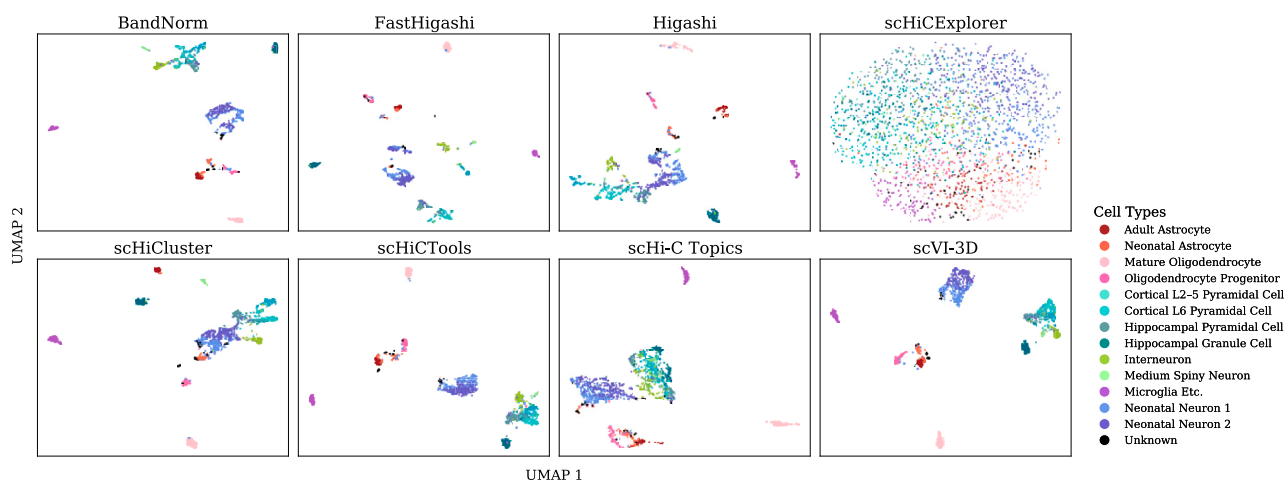 BandNorm
FastHigashi
Higashi
scHiCExplorer
scHiCluster
scHiCTools
scHi-C Topics
scVI-3D
UMAP 2
UMAP 1
Cell Types
Adult Astrocyte
Neonatal Astrocyte
Mature Oligodendrocyte
Oligodendrocyte Progenitor
Cortical L2–5 Pyramidal Cell
Cortical L6 Pyramidal Cell
Hippocampal Pyramidal Cell
Hippocampal Granule Cell
Interneuron
Medium Spiny Neuron
Microglia Etc.
Neonatal Neuron 1
Neonatal Neuron 2
Unknown